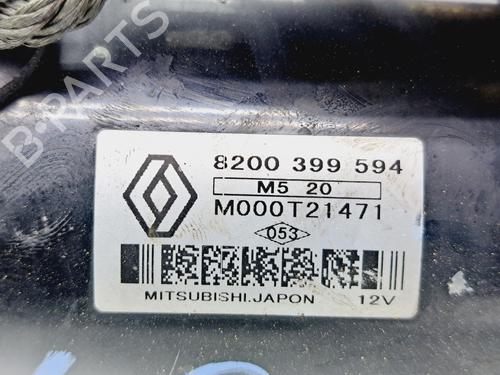 B-PARTS
8200 399 594
M5 20
M000T21471
053
MITSUBISHI.JAPON 12V